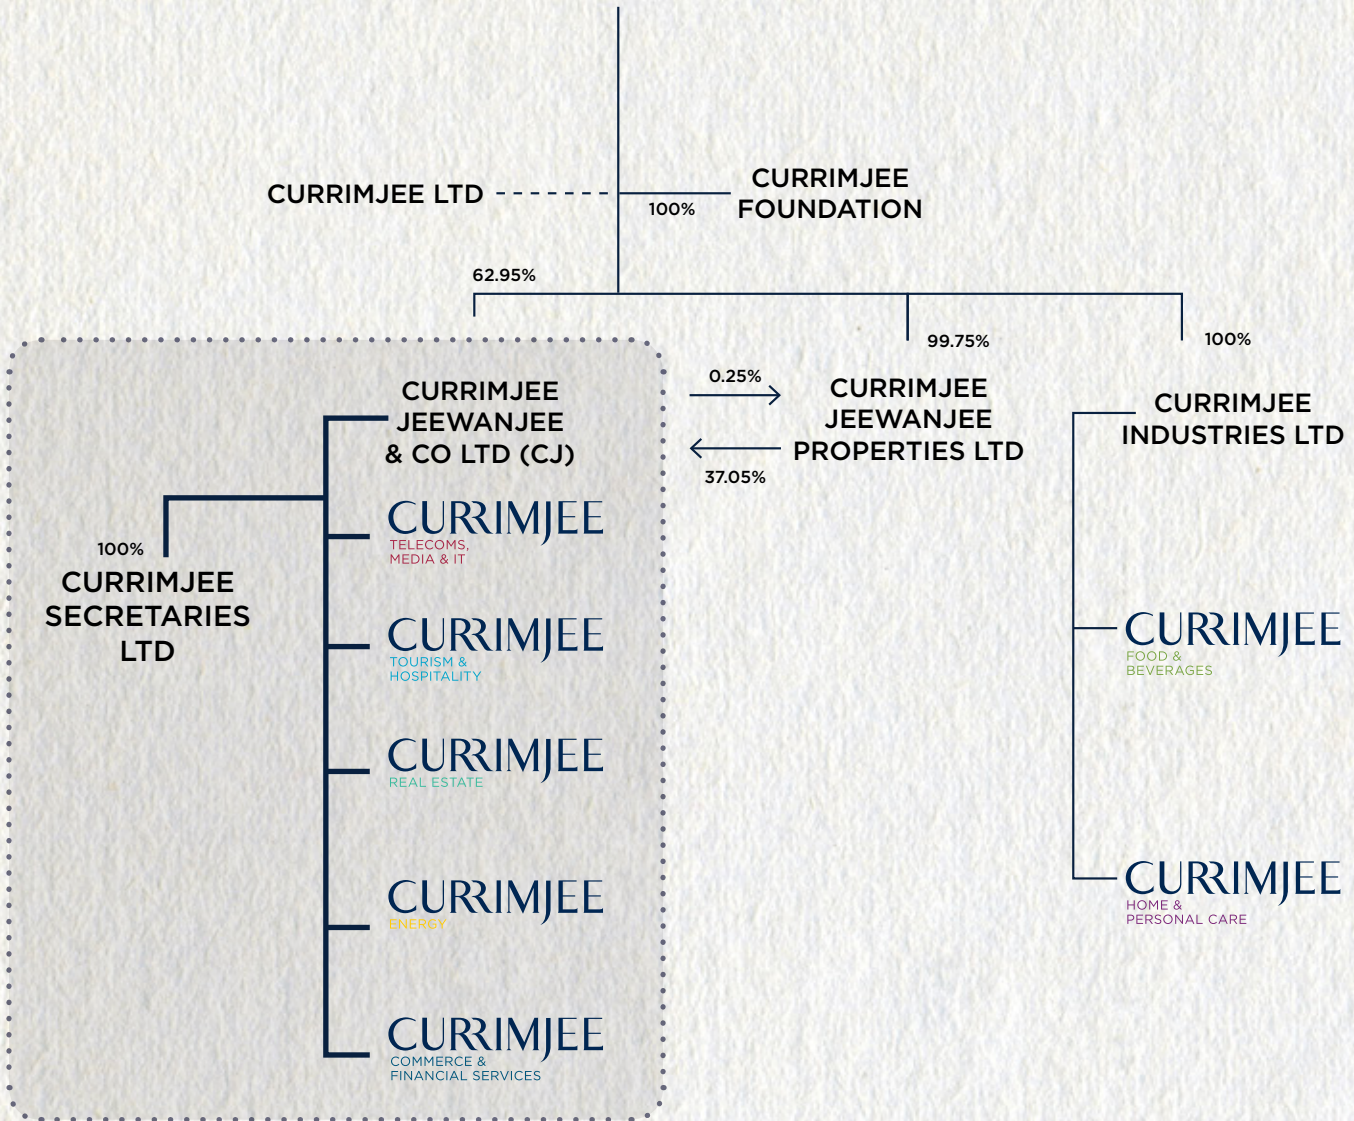 CURRIMJEE LTD
100%
CURRIMJEE
FOUNDATION
62.95%
99.75%
100%
CURRIMJEE
JEEWANJEE
& CO LTD (CJ)
0.25%
37.05%
CURRIMJEE
JEEWANJEE
PROPERTIES LTD
CURRIMJEE
INDUSTRIES LTD
100%
CURRIMJEE
SECRETARIES
LTD
CURRIMJEE
TELECOMS,
MEDIA & IT
CURRIMJEE
TOURISM &
HOSPITALITY
CURRIMJEE
REAL ESTATE
CURRIMJEE
ENERGY
CURRIMJEE
COMMERCE &
FINANCIAL SERVICES
CURRIMJEE
FOOD &
BEVERAGES
CURRIMJEE
HOME &
PERSONAL CARE